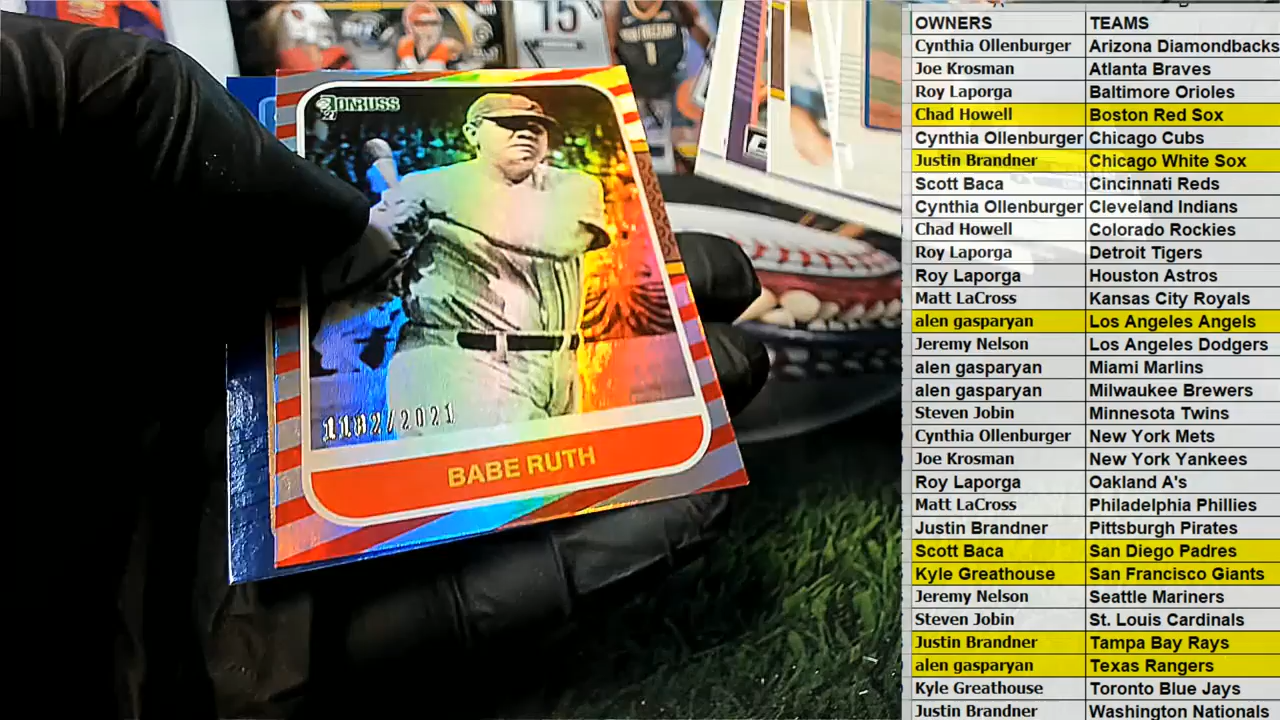 15
1
DONRUSS
21
1182/2021
BABE RUTH
OWNERS TEAMS
Cynthia Ollenburger Arizona Diamondbacks
Joe Krosman Atlanta Braves
Roy Laporga Baltimore Orioles
Chad Howell Boston Red Sox
Cynthia Ollenburger Chicago Cubs
Justin Brandner Chicago White Sox
Scott Baca Cincinnati Reds
Cynthia Ollenburger Cleveland Indians
Chad Howell Colorado Rockies
Roy Laporga Detroit Tigers
Roy Laporga Houston Astros
Matt LaCross Kansas City Royals
alen gasparyan Los Angeles Angels
Jeremy Nelson Los Angeles Dodgers
alen gasparyan Miami Marlins
alen gasparyan Milwaukee Brewers
Steven Jobin Minnesota Twins
Cynthia Ollenburger New York Mets
Joe Krosman New York Yankees
Roy Laporga Oakland A's
Matt LaCross Philadelphia Phillies
Justin Brandner Pittsburgh Pirates
Scott Baca San Diego Padres
Kyle Greathouse San Francisco Giants
Jeremy Nelson Seattle Mariners
Steven Jobin St. Louis Cardinals
Justin Brandner Tampa Bay Rays
alen gasparyan Texas Rangers
Kyle Greathouse Toronto Blue Jays
Justin Brandner Washington Nationals